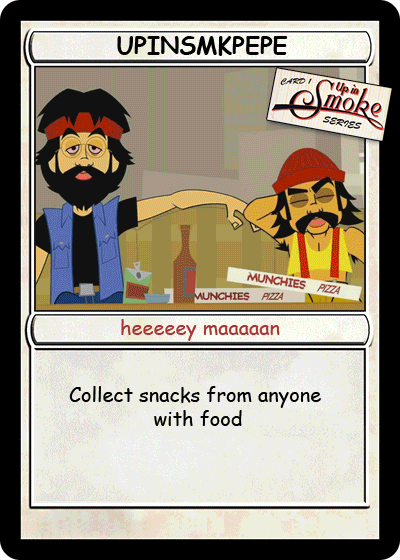 UPINSMKPEPE
CARD 1
Up in
Smoke
SERIES
MUNCHIES PIZZA
MUNCHIES PIZZA
heeeeey maaaaan
Collect snacks from anyone
with food